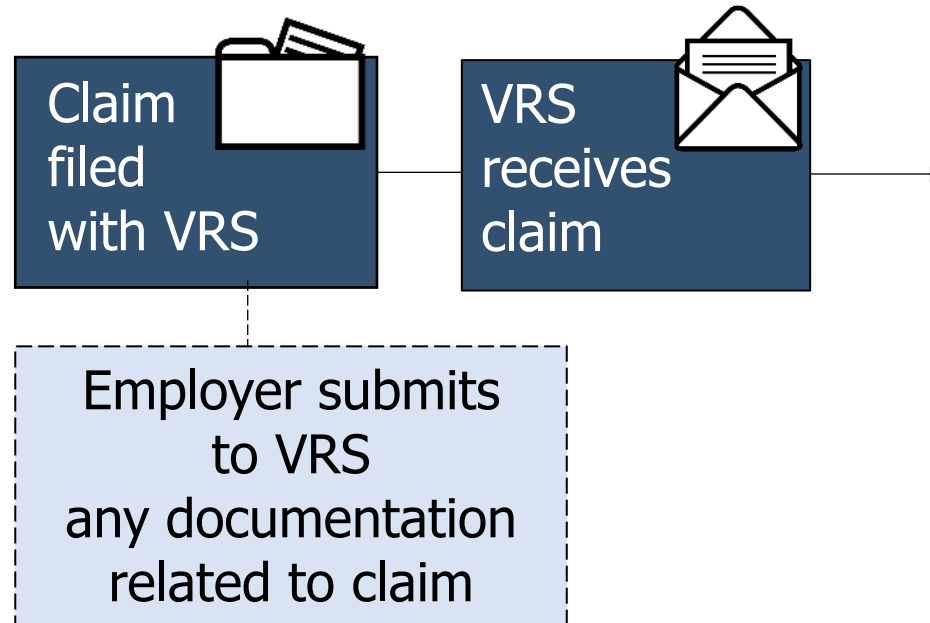 Claim
filed
with VRS
VRS
receives
claim
Employer submits
to VRS
any documentation
related to claim